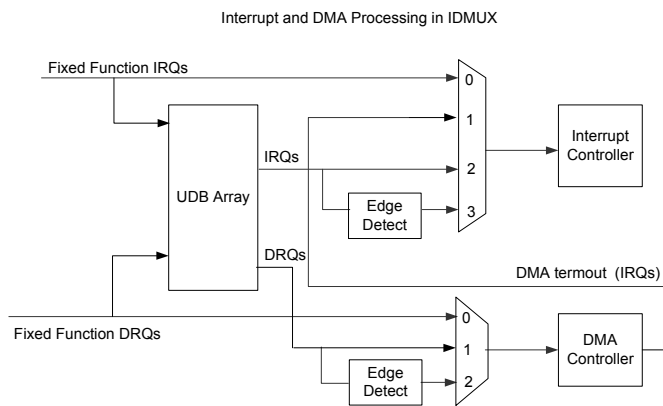 Interrupt and DMA Processing in IDMUX
Fixed Function IRQs
0
1
IRQs
Interrupt
Controller
UDB Array
2
Edge
Detect
3
DRQs
DMA termout (IRQs)
0
Fixed Function DRQs
1
DMA
Controller
Edge
Detect
2